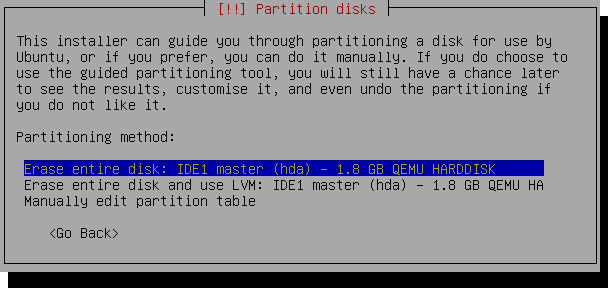 [!!] Partition disks
This installer can guide you through partitioning a disk for use by
Ubuntu, or if you prefer, you can do it manually. If you do choose to
use the guided partitioning tool, you will still have a chance later
to see the results, customise it, and even undo the partitioning if
you do not like it.
Partitioning method:
Erase entire disk: IDE1 master (hda) - 1.8 GB QEMU HARDDISK
Erase entire disk and use LVM: IDE1 master (hda) - 1.8 GB QEMU HA
Manually edit partition table
<Go Back>